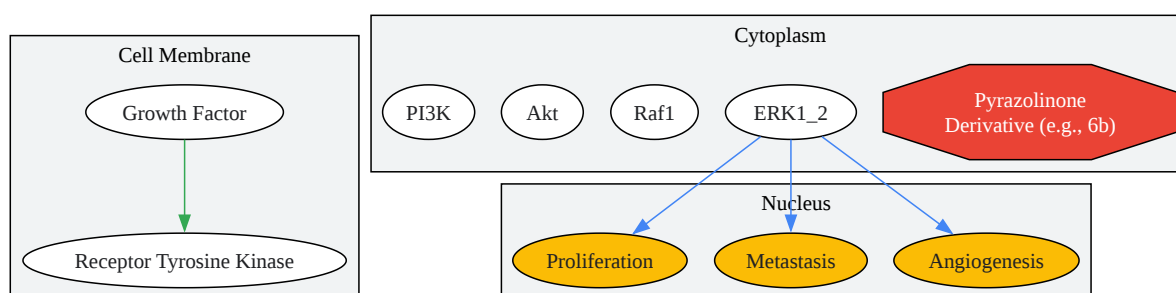 Cell Membrane
Growth Factor
Receptor Tyrosine Kinase
Cytoplasm
PI3K
Akt
Raf1
ERK1_2
Pyrazolinone
Derivative (e.g., 6b)
Nucleus
Proliferation
Metastasis
Angiogenesis